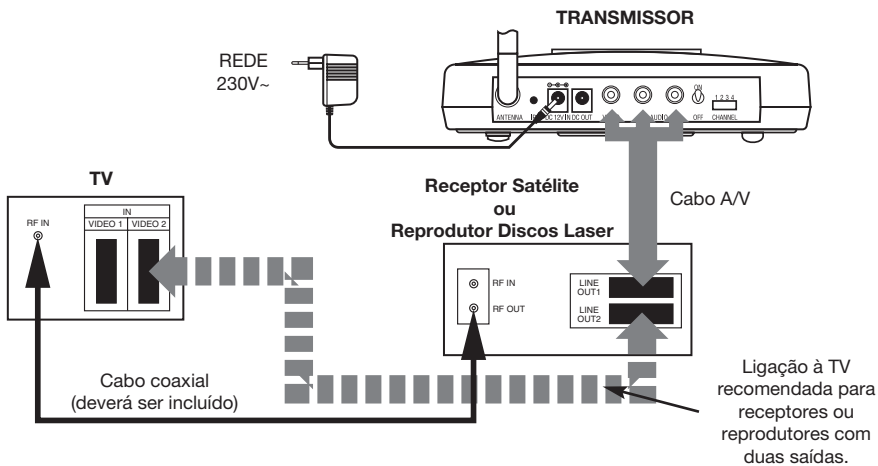 TRANSMISSOR
REDE
230V~
ON
1 2 3 4
ANTENNA
DC 12V IN DC OUT
AUDIO
OFF
CHANNEL
TV
Receptor Satélite
ou
Reprodutor Discos Laser
Cabo A/V
IN
RF IN
VIDEO 1
VIDEO 2
RF IN
LINE
OUT1
RF OUT
LINE
OUT2
Cabo coaxial
(deverá ser incluído)
Ligação à TV
recomendada para
receptores ou
reprodutores com
duas saídas.